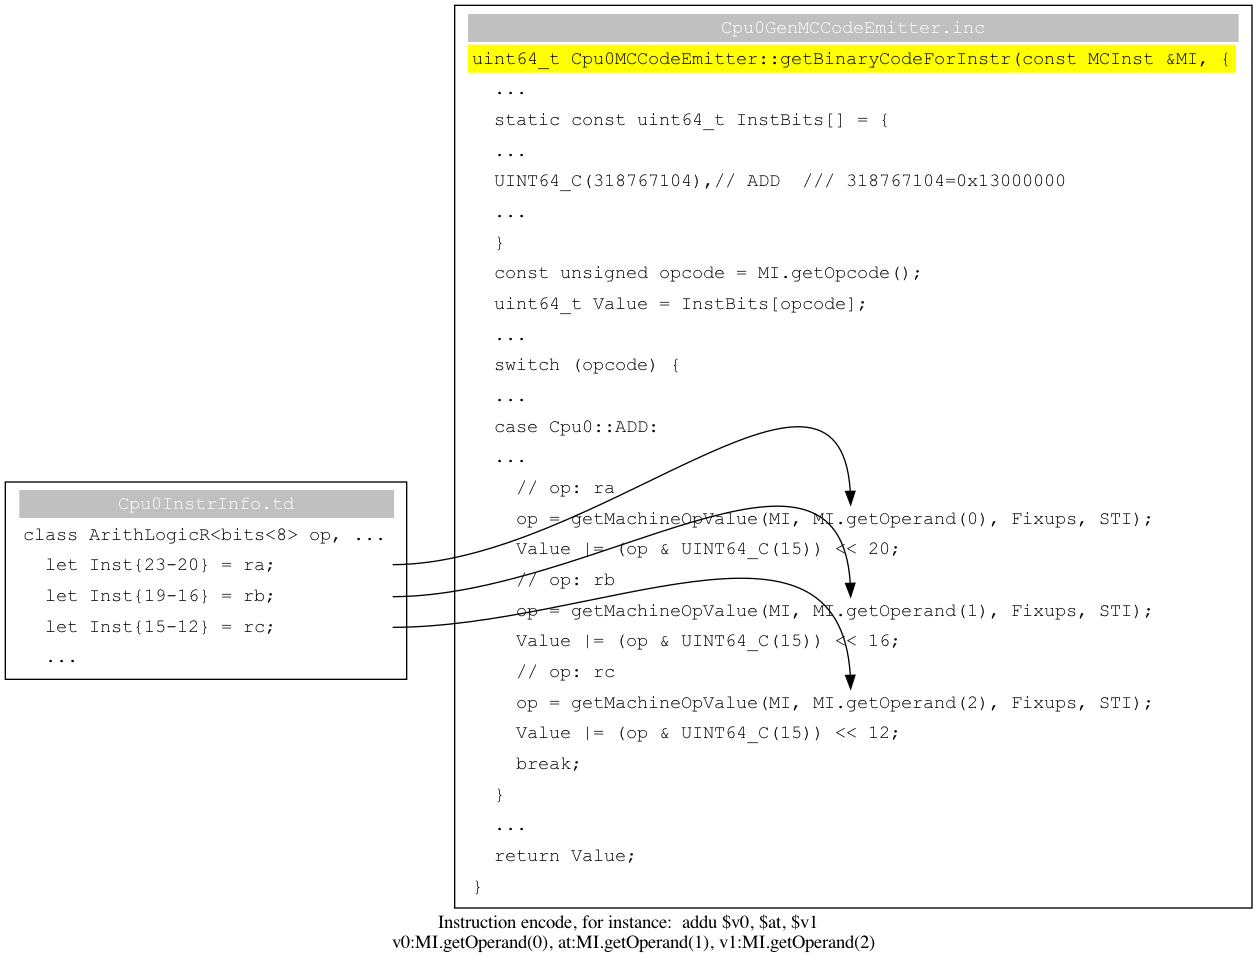 Cpu0GenMCCodeEmitter.inc
uint64_t Cpu0MCCodeEmitter::getBinaryCodeForInstr(const MCInst &MI, {
...
static const uint64_t InstBits[] = {
...
UINT64_C(318767104),// ADD  /// 318767104=0x13000000
...
}
const unsigned opcode = MI.getOpcode();
uint64_t Value = InstBits[opcode];
...
switch (opcode) {
...
case Cpu0::ADD:
...
// op: ra
op = getMachineOpValue(MI, MI.getOperand(0), Fixups, STI);
Value |= (op & UINT64_C(15)) << 20;
// op: rb
op = getMachineOpValue(MI, MI.getOperand(1), Fixups, STI);
Value |= (op & UINT64_C(15)) << 16;
// op: rc
op = getMachineOpValue(MI, MI.getOperand(2), Fixups, STI);
Value |= (op & UINT64_C(15)) << 12;
break;
}
...
return Value;
}
Cpu0InstrInfo.td
class ArithLogicR<bits<8> op, ...
let Inst{23-20} = ra;
let Inst{19-16} = rb;
let Inst{15-12} = rc;
...
Instruction encode, for instance:  addu $v0, $at, $v1
v0:MI.getOperand(0), at:MI.getOperand(1), v1:MI.getOperand(2)